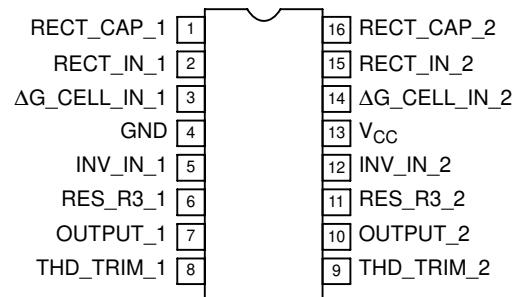 RECT_CAP_1 1 16 RECT_CAP_2
RECT_IN_1 2 15 RECT_IN_2
ΔG_CELL_IN_1 3 14 ΔG_CELL_IN_2
GND 4 13 VCC
INV_IN_1 5 12 INV_IN_2
RES_R3_1 6 11 RES_R3_2
OUTPUT_1 7 10 OUTPUT_2
THD_TRIM_1 8 9 THD_TRIM_2